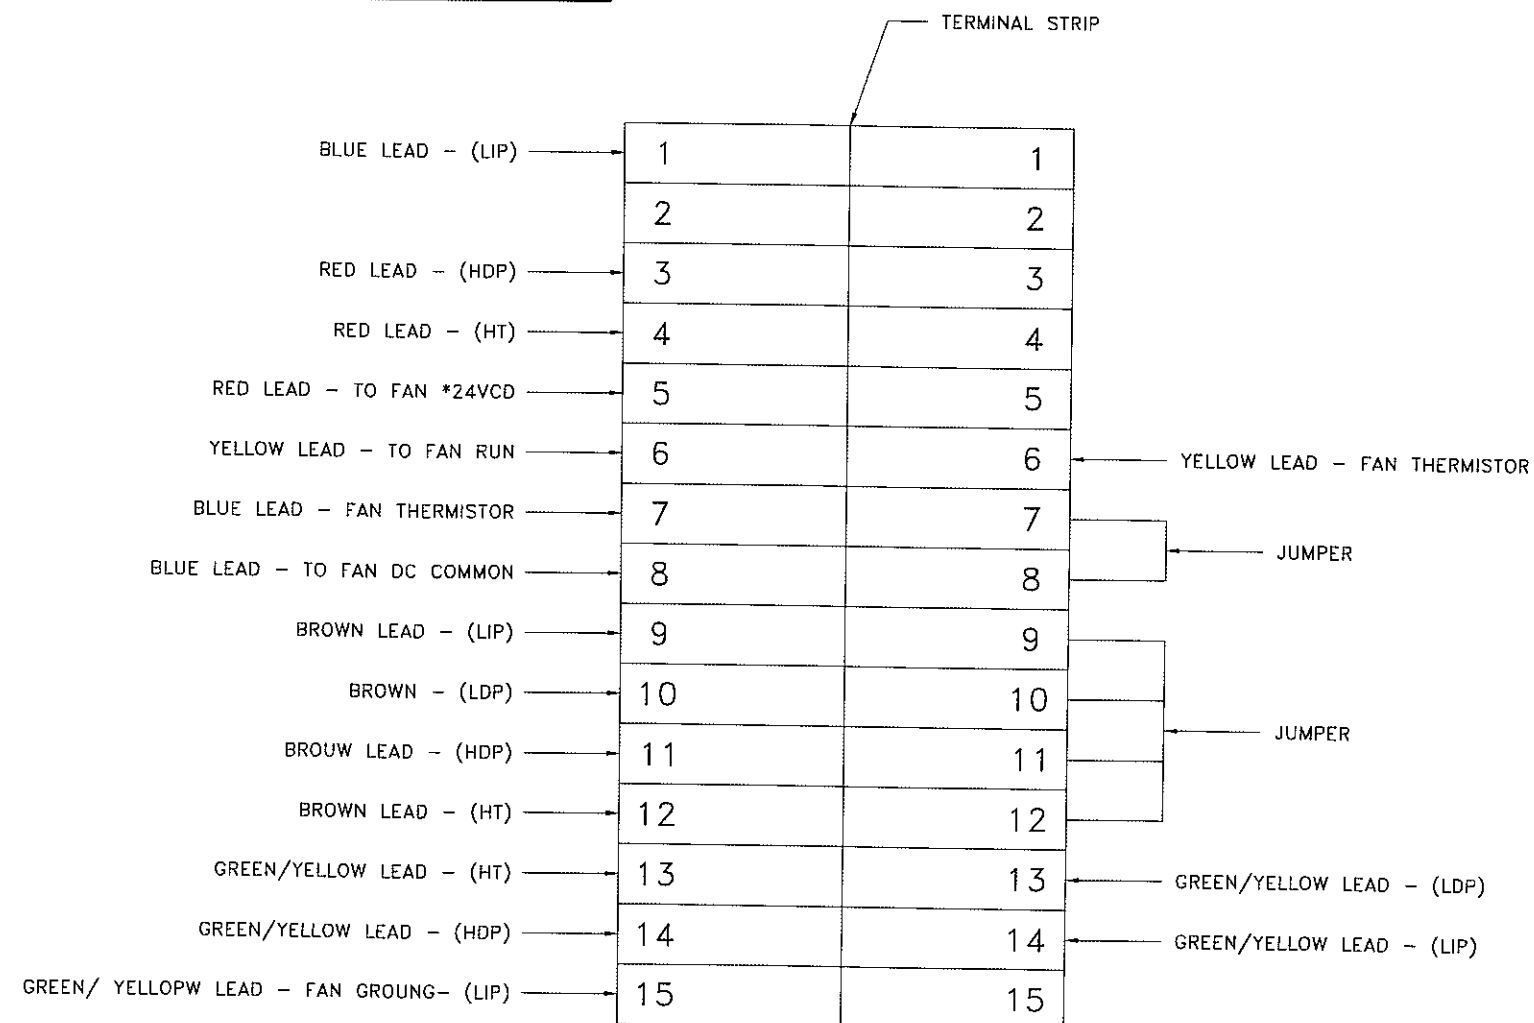 TERMINAL STRIP
BLUE LEAD - (LIP) 1 1
2 2
RED LEAD - (HDP) 3 3
RED LEAD - (HT) 4 4
RED LEAD - TO FAN *24VCD 5 5
YELLOW LEAD - TO FAN RUN 6 6 YELLOW LEAD - FAN THERMISTOR
BLUE LEAD - FAN THERMISTOR 7 7
JUMPER
BLUE LEAD - TO FAN DC COMMON 8 8
BROWN LEAD - (LIP) 9 9
BROWN - (LDP) 10 10
JUMPER
BROUW LEAD - (HDP) 11 11
BROWN LEAD - (HT) 12 12
GREEN/YELLOW LEAD - (HT) 13 13 GREEN/YELLOW LEAD - (LDP)
GREEN/YELLOW LEAD - (HDP) 14 14 GREEN/YELLOW LEAD - (LIP)
GREEN/ YELLOPW LEAD - FAN GROUNG- (LIP) 15 15